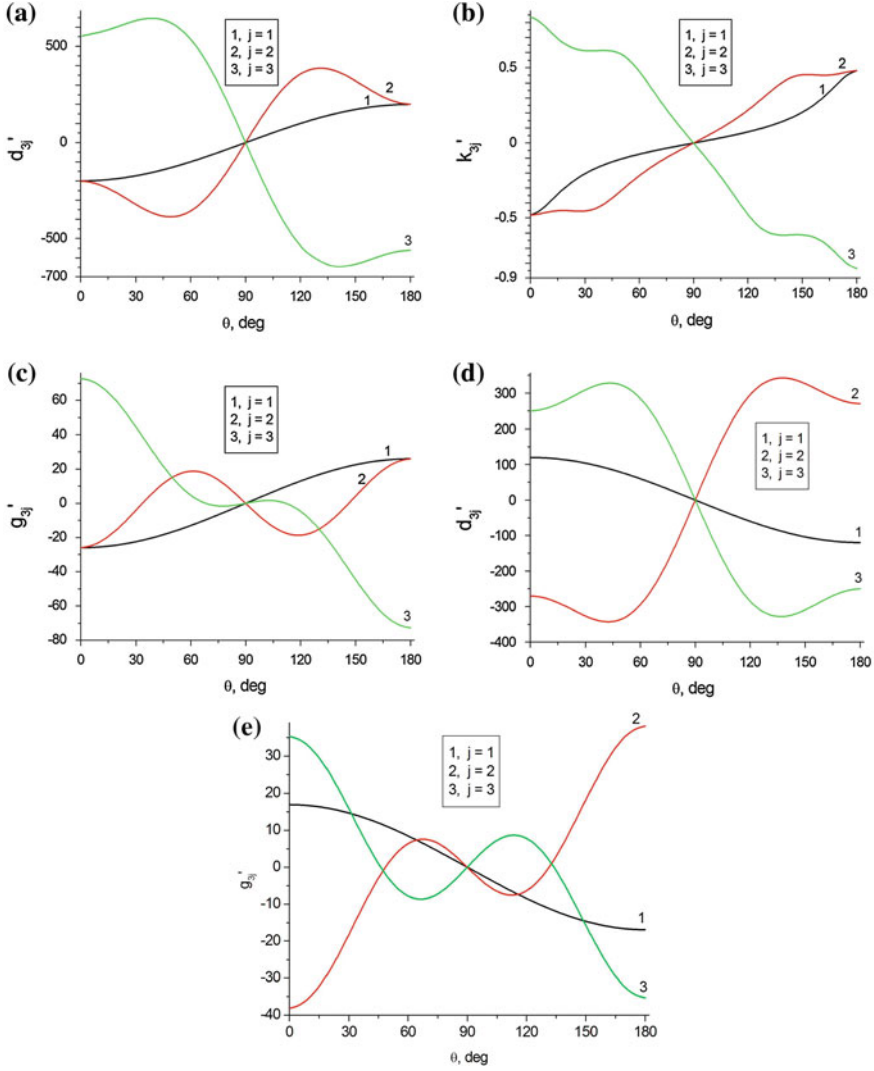 (a)
500
0
-500
-700
d3j'
0 30 60 90 120 150 180
θ, deg
1, j = 1
2, j = 2
3, j = 3
1
2
3
(b)
0.5
0
-0.5
-0.9
k3j'
0 30 60 90 120 150 180
θ, deg
1, j = 1
2, j=2
3, j = 3
2
1
3
(c)
60
40
20
0
-20
-40
-60
-80
g3j'
0 30 60 90 120 150 180
θ, deg
1, j = 1
2, j = 2
3, j = 3
1
2
3
(d)
300
200
100
0
-100
-200
-300
-400
d3j'
0 30 60 90 120 150 180
θ, deg
1, j = 1
2, j = 2
3, j = 3
2
1
3
(e)
30
20
10
0
-10
-20
-30
-40
g3j'
0 30 60 90 120 150 180
θ, deg
1, j = 1
2, j = 2
3, j = 3
2
1
3